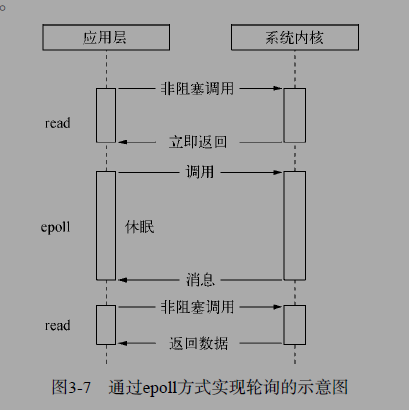 。
应用层 系统内核
非阻塞调用
read
立即返回
调用
epoll 休眠
消息
非阻塞调用
read
返回数据
图3-7 通过epoll方式实现轮询的示意图